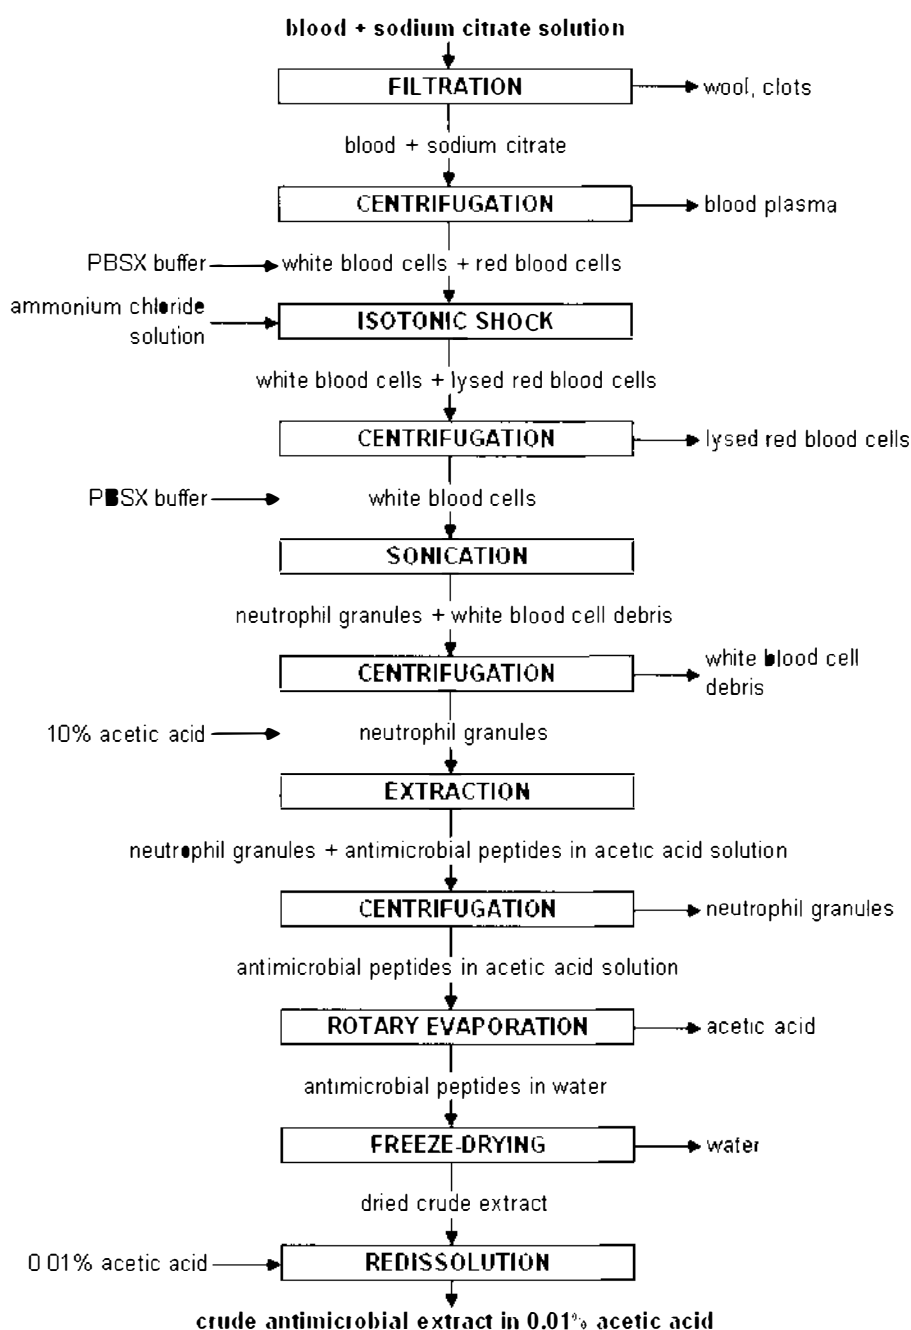 blood + sodium citrate solution
FILTRATION
wool, clots
blood + sodium citrate
CENTRIFUGATION
blood plasma
PBSX buffer
white blood cells + red blood cells
ammonium chloride
solution
ISOTONIC SHOCK
white blood cells + lysed red blood cells
CENTRIFUGATION
lysed red blood cells
PBSX buffer
white blood cells
SONICATION
neutrophil granules + white blood cell debris
CENTRIFUGATION
white blood cell
debris
10% acetic acid
neutrophil granules
EXTRACTION
neutrophil granules + antimicrobial peptides in acetic acid solution
CENTRIFUGATION
neutrophil granules
antimicrobial peptides in acetic acid solution
ROTARY EVAPORATION
acetic acid
antimicrobial peptides in water
FREEZE-DRYING
water
dried crude extract
0.01% acetic acid
REDISSOLUTION
crude antimicrobial extract in 0.01% acetic acid